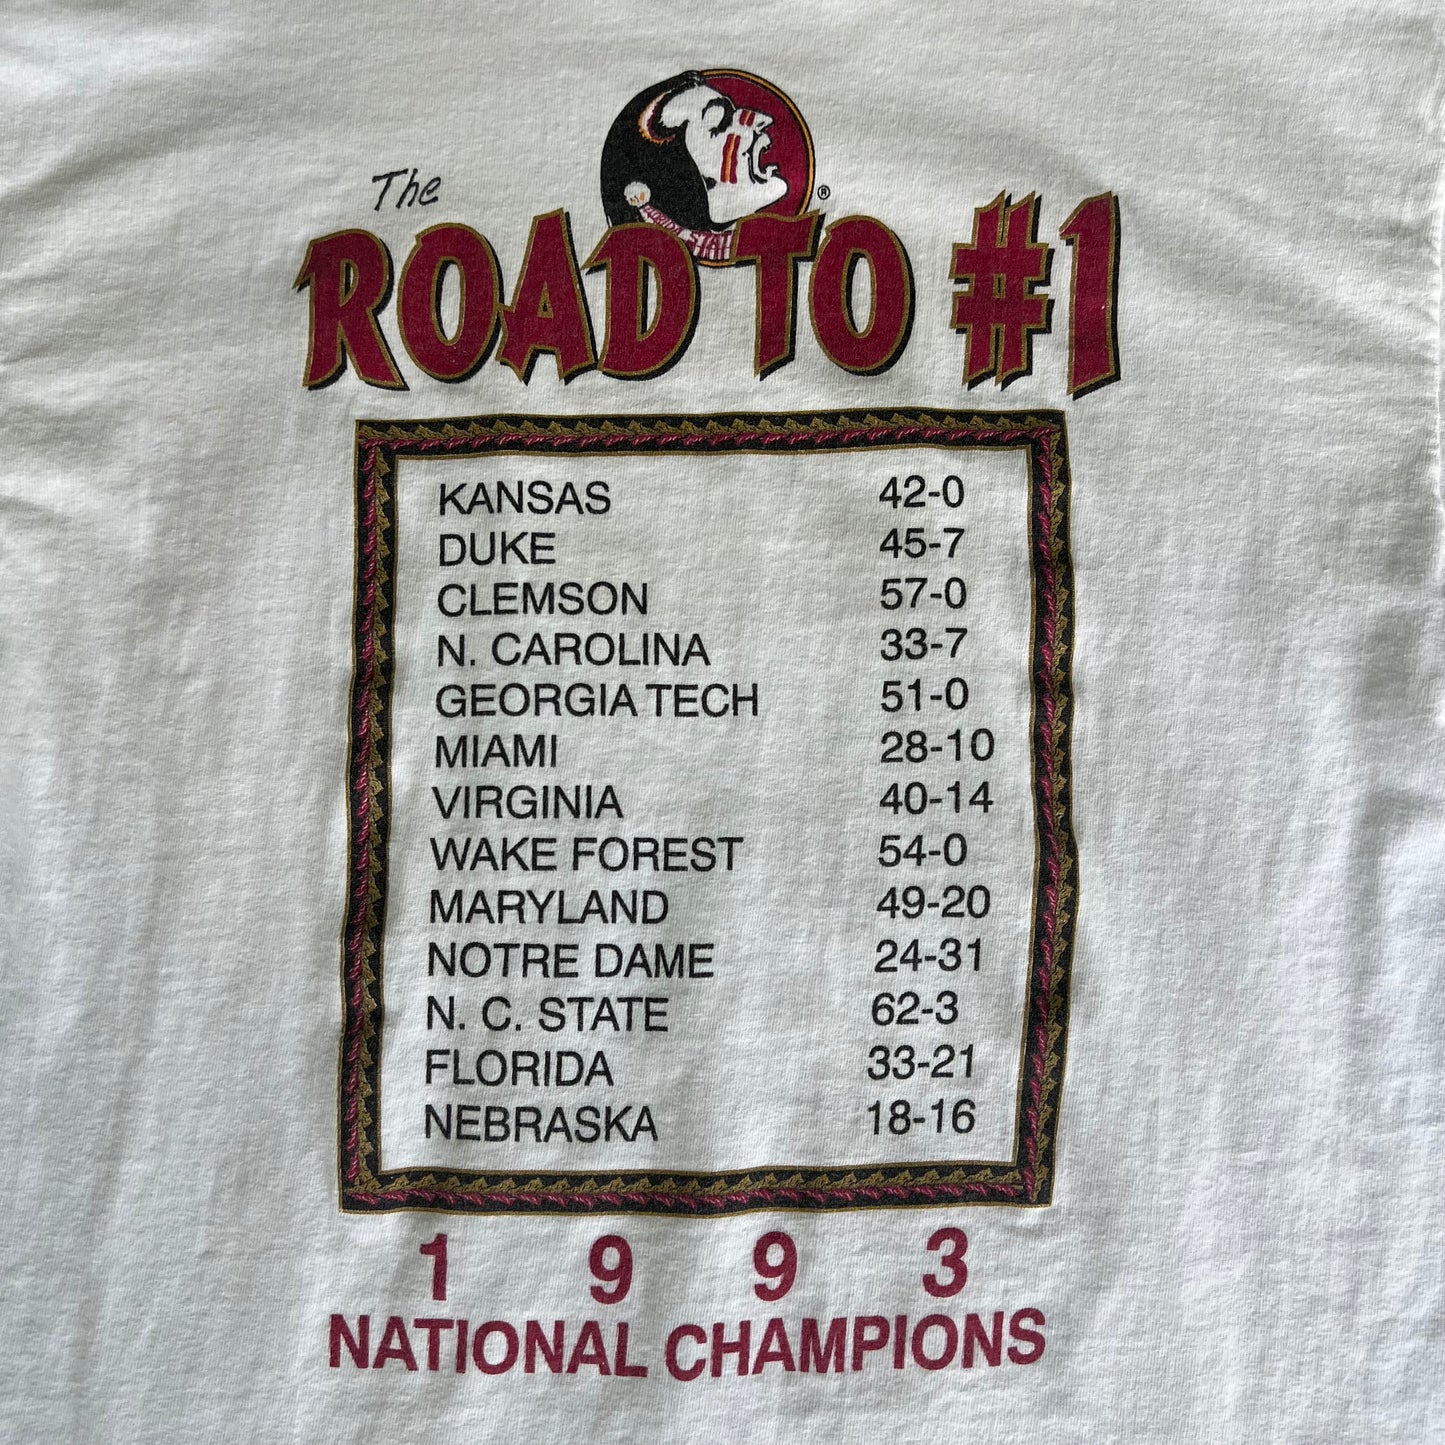 The
®
FLORIDA STATE
ROAD TO #1
KANSAS 42-0
DUKE 45-7
CLEMSON 57-0
N. CAROLINA 33-7
GEORGIA TECH 51-0
MIAMI 28-10
VIRGINIA 40-14
WAKE FOREST 54-0
MARYLAND 49-20
NOTRE DAME 24-31
N. C. STATE 62-3
FLORIDA 33-21
NEBRASKA 18-16
1 9 9 3
NATIONAL CHAMPIONS